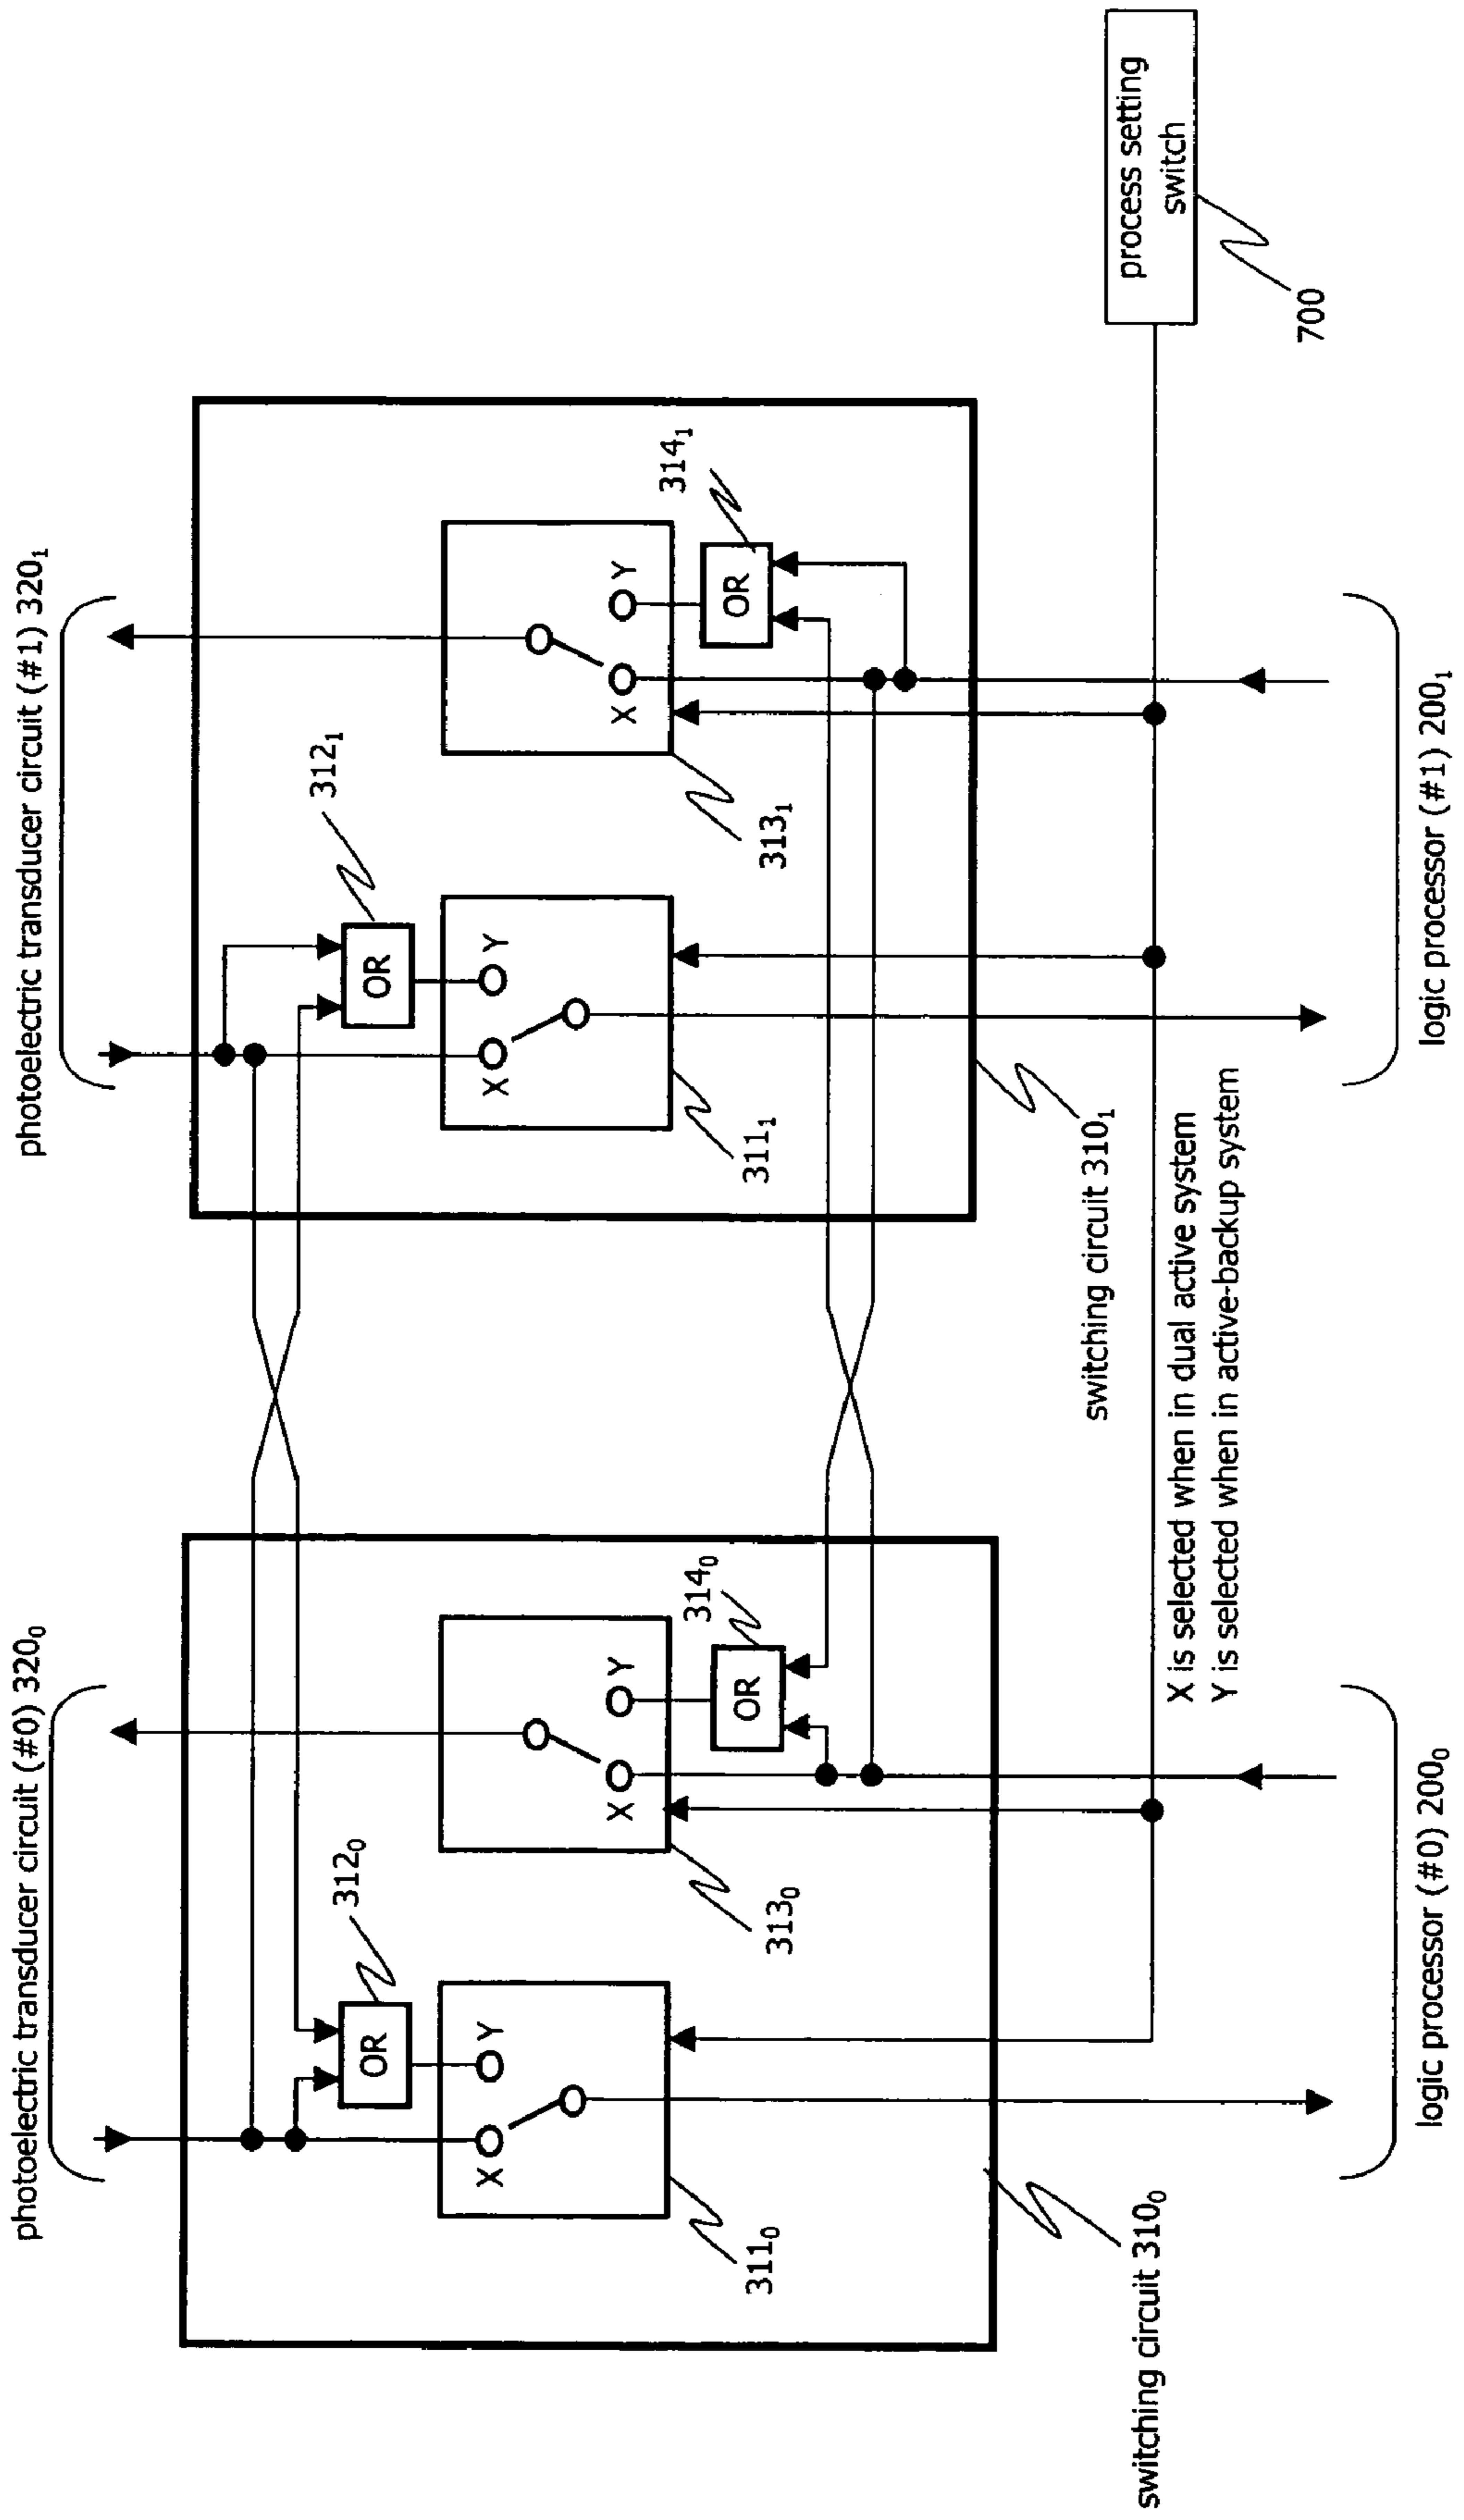 photoelectric transducer circuit (#0) 320₀
photoelectric transducer circuit (#1) 320₁
312₀
OR
X
Y
311₀
X
Y
313₀
OR
314₀
312₁
OR
X
Y
311₁
X
Y
313₁
OR
314₁
switching circuit 310₀
switching circuit 310₁
X is selected when in dual active system
Y is selected when in active-backup system
process setting
switch
700
logic processor (#0) 200₀
logic processor (#1) 200₁